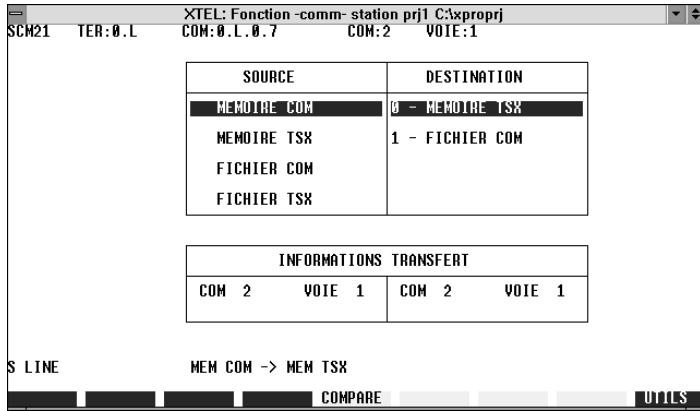 XTEL: Fonction -comm- station prj1 C:\xproprj
SCM21 TER:0.L COM:0.L.0.7 COM:2 VOIE:1
SOURCE DESTINATION
MEMOIRE COM 0 - MEMOIRE TSX
MEMOIRE TSX 1 - FICHIER COM
FICHIER COM
FICHIER TSX
INFORMATIONS TRANSFERT
COM 2 VOIE 1 COM 2 VOIE 1
S LINE MEM COM -> MEM TSX
COMPARE UTILS